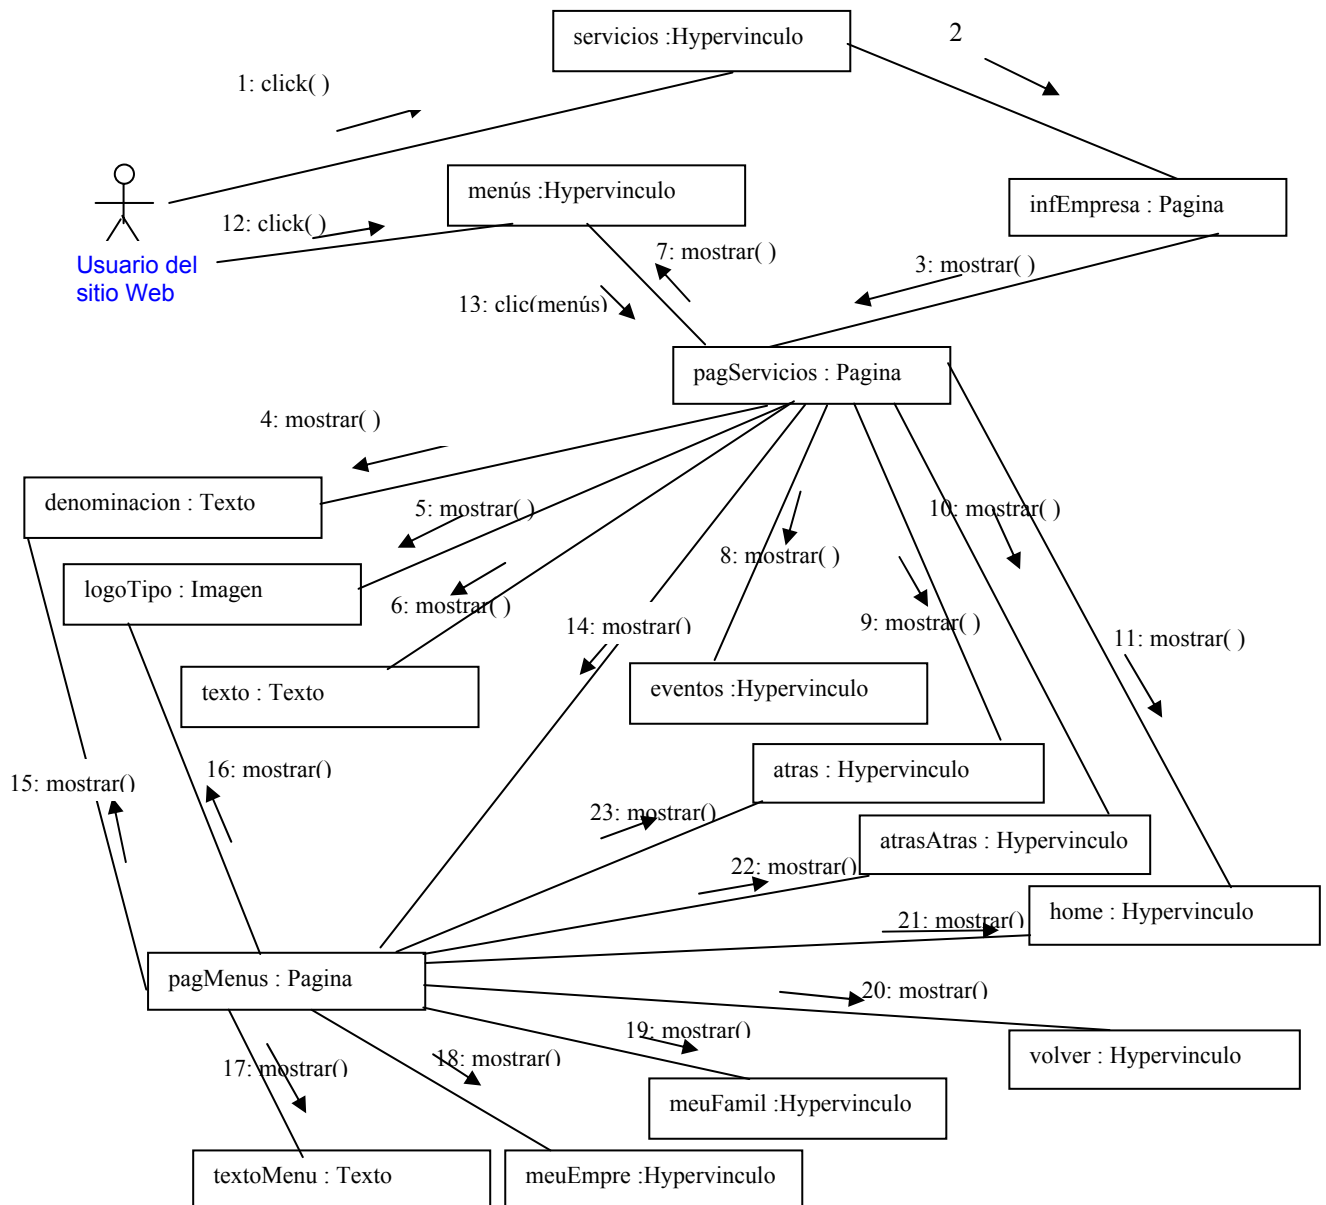 servicios :Hypervinculo
2
1: click( )
menús :Hypervinculo
infEmpresa : Pagina
12: click( )
Usuario del
sitio Web
7: mostrar( )
3: mostrar( )
13: clic(menús)
pagServicios : Pagina
4: mostrar( )
denominacion : Texto
5: mostrar( )
10: mostrar( )
8: mostrar( )
logoTipo : Imagen
6: mostrar( )
14: mostrar()
9: mostrar( )
11: mostrar( )
texto : Texto
eventos :Hypervinculo
15: mostrar()
16: mostrar()
atras : Hypervinculo
23: mostrar()
atrasAtras : Hypervinculo
22: mostrar()
21: mostrar()
home : Hypervinculo
pagMenus : Pagina
20: mostrar()
19: mostrar()
volver : Hypervinculo
17: mostrar()
18: mostrar()
meuFamil :Hypervinculo
textoMenu : Texto
meuEmpre :Hypervinculo